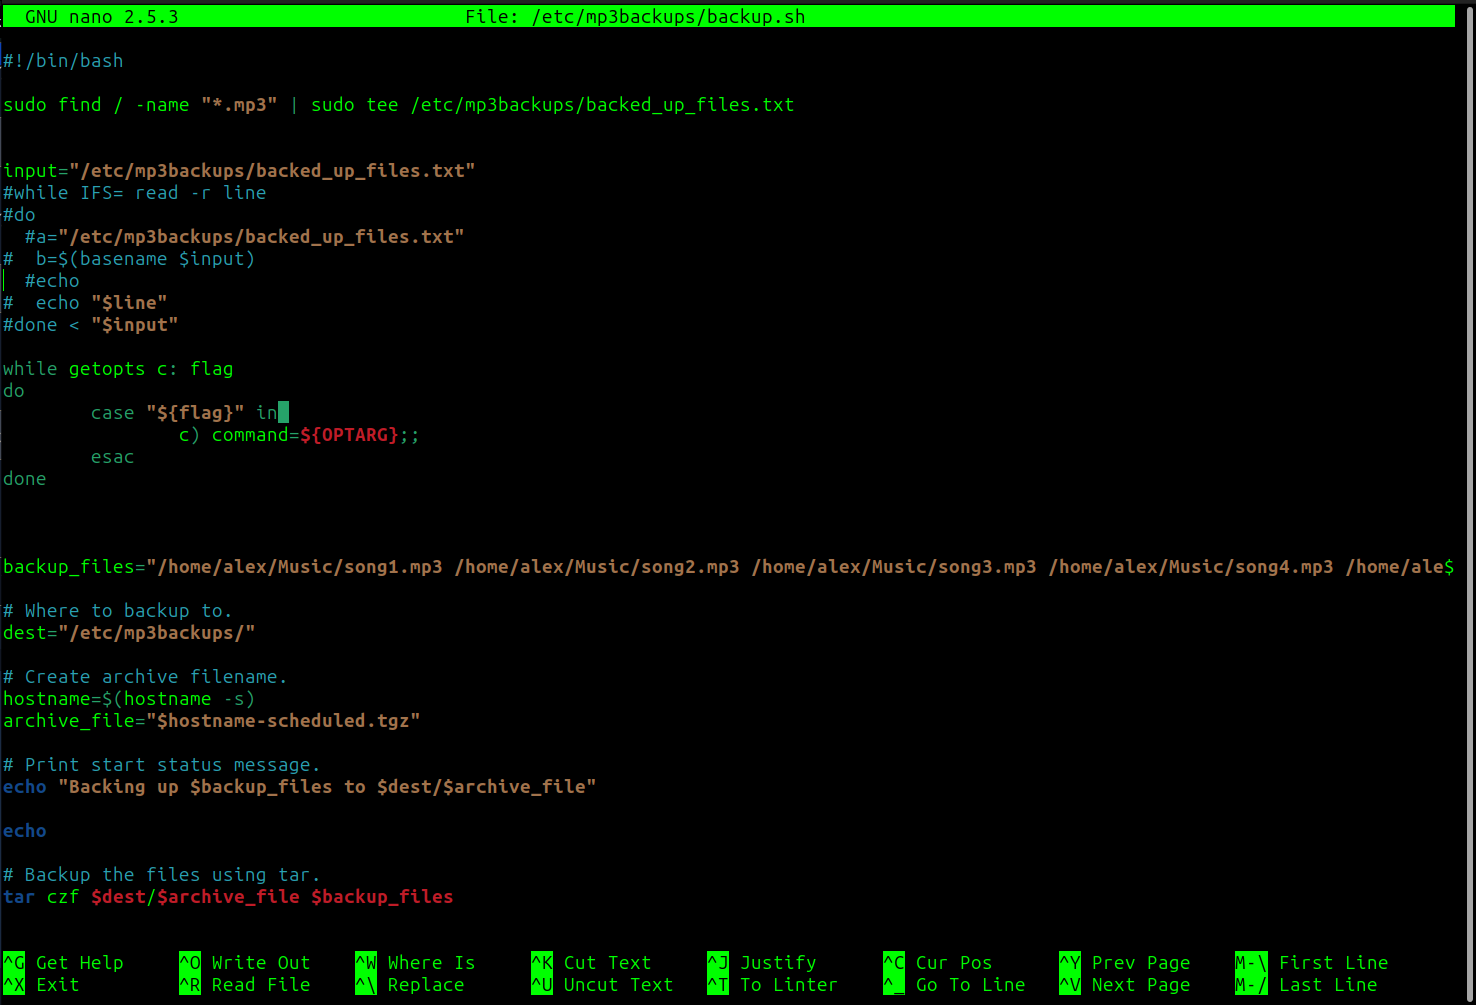 GNU nano 2.5.3 File: /etc/mp3backups/backup.sh
#!/bin/bash
sudo find / -name "*.mp3" | sudo tee /etc/mp3backups/backed_up_files.txt
input="/etc/mp3backups/backed_up_files.txt"
#while IFS= read -r line
#do
  #a="/etc/mp3backups/backed_up_files.txt"
#  b=$(basename $input)
  #echo
#  echo "$line"
#done < "$input"
while getopts c: flag
do
        case "${flag}" in
                c) command=${OPTARG};;
        esac
done
backup_files="/home/alex/Music/song1.mp3 /home/alex/Music/song2.mp3 /home/alex/Music/song3.mp3 /home/alex/Music/song4.mp3 /home/ale$
# Where to backup to.
dest="/etc/mp3backups/"
# Create archive filename.
hostname=$(hostname -s)
archive_file="$hostname-scheduled.tgz"
# Print start status message.
echo "Backing up $backup_files to $dest/$archive_file"
echo
# Backup the files using tar.
tar czf $dest/$archive_file $backup_files
^G Get Help ^O Write Out ^W Where Is ^K Cut Text ^J Justify ^C Cur Pos ^Y Prev Page M-\ First Line
^X Exit ^R Read File ^\ Replace ^U Uncut Text ^T To Linter ^_ Go To Line ^V Next Page M-/ Last Line